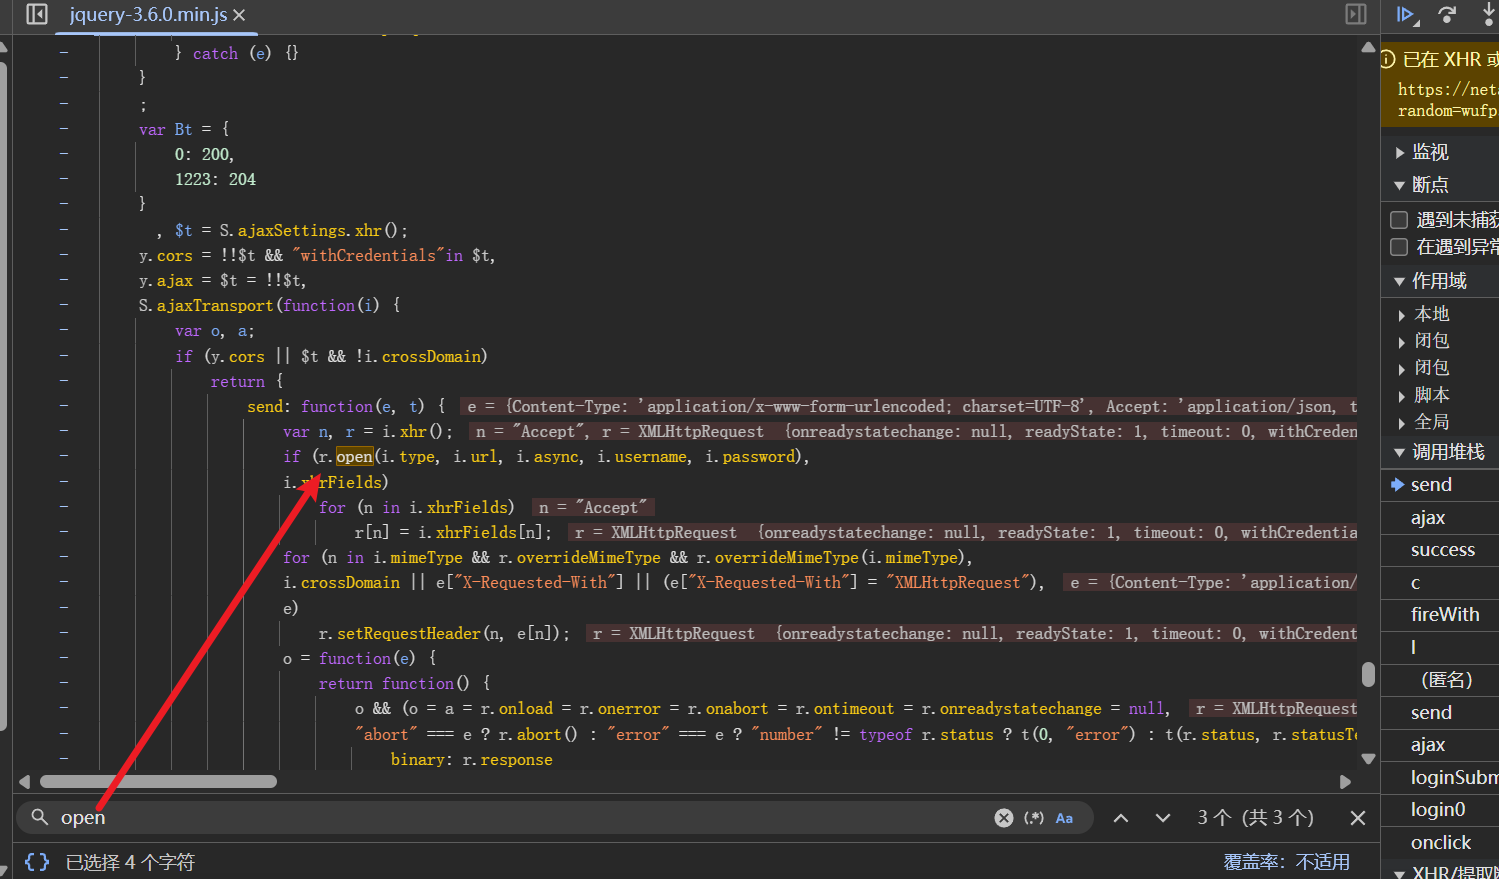 jquery-3.6.0.min.js
} catch (e) {}
}
;
var Bt = {
0: 200,
1223: 204
}
, $t = S.ajaxSettings.xhr();
y.cors = !!$t && "withCredentials"in $t,
y.ajax = $t = !!$t,
S.ajaxTransport(function(i) {
var o, a;
if (y.cors || $t && !i.crossDomain)
return {
send: function(e, t) { e = {Content-Type: 'application/x-www-form-urlencoded; charset=UTF-8', Accept: 'application/json, t
var n, r = i.xhr(); n = "Accept", r = XMLHttpRequest {onreadystatechange: null, readyState: 1, timeout: 0, withCreden
if (r.open(i.type, i.url, i.async, i.username, i.password),
i.xhrFields)
for (n in i.xhrFields) n = "Accept"
r[n] = i.xhrFields[n]; r = XMLHttpRequest {onreadystatechange: null, readyState: 1, timeout: 0, withCredentia
for (n in i.mimeType && r.overrideMimeType && r.overrideMimeType(i.mimeType),
i.crossDomain || e["X-Requested-With"] || (e["X-Requested-With"] = "XMLHttpRequest"), e = {Content-Type: 'application/
e)
r.setRequestHeader(n, e[n]); r = XMLHttpRequest {onreadystatechange: null, readyState: 1, timeout: 0, withCredent
o = function(e) {
return function() {
o && (o = a = r.onload = r.onerror = r.onabort = r.ontimeout = r.onreadystatechange = null, r = XMLHttpRequest
"abort" === e ? r.abort() : "error" === e ? "number" != typeof r.status ? t(0, "error") : t(r.status, r.statusTe
binary: r.response
open
(.*) Aa
3 个 (共 3 个)
{} 已选择 4 个字符
覆盖率: 不适用
已在 XHR 或
https://neta
random=wufp
监视
断点
遇到未捕获
在遇到异常
作用域
本地
闭包
闭包
脚本
全局
调用堆栈
send
ajax
success
c
fireWith
l
(匿名)
send
ajax
loginSubm
login0
onclick
XHR/提取断